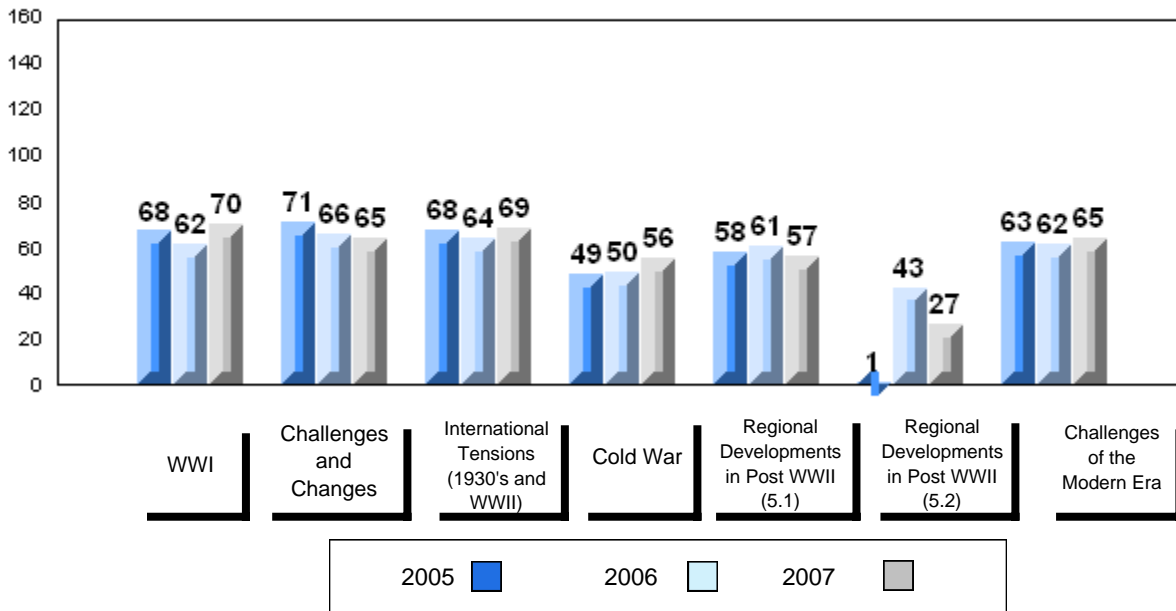 160
140
120
100
80
60
40
20
0
68 62 70
71 66 65
68 64 69
49 50 56
58 61 57
1 43 27
63 62 65
WWI
Challenges
and
Changes
International
Tensions
(1930's and
WWII)
Cold War
Regional
Developments
in Post WWII
(5.1)
Regional
Developments
in Post WWII
(5.2)
Challenges
of the
Modern Era
2005 2006 2007